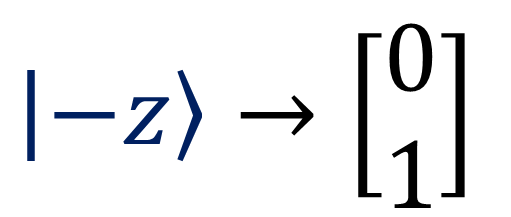 |−z⟩ → [0
1]